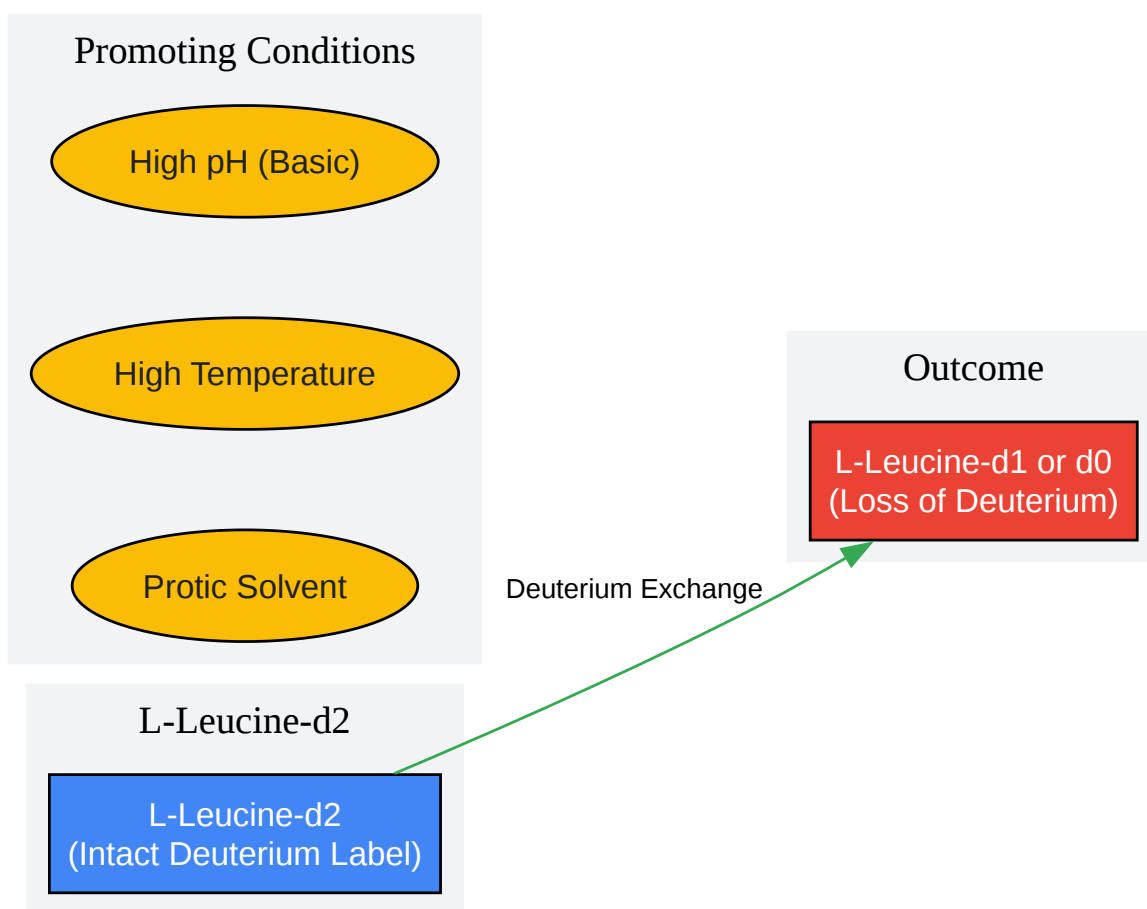 Promoting Conditions
High pH (Basic)
High Temperature
Protic Solvent
Outcome
L-Leucine-d1 or d0
(Loss of Deuterium)
Deuterium Exchange
L-Leucine-d2
L-Leucine-d2
(Intact Deuterium Label)